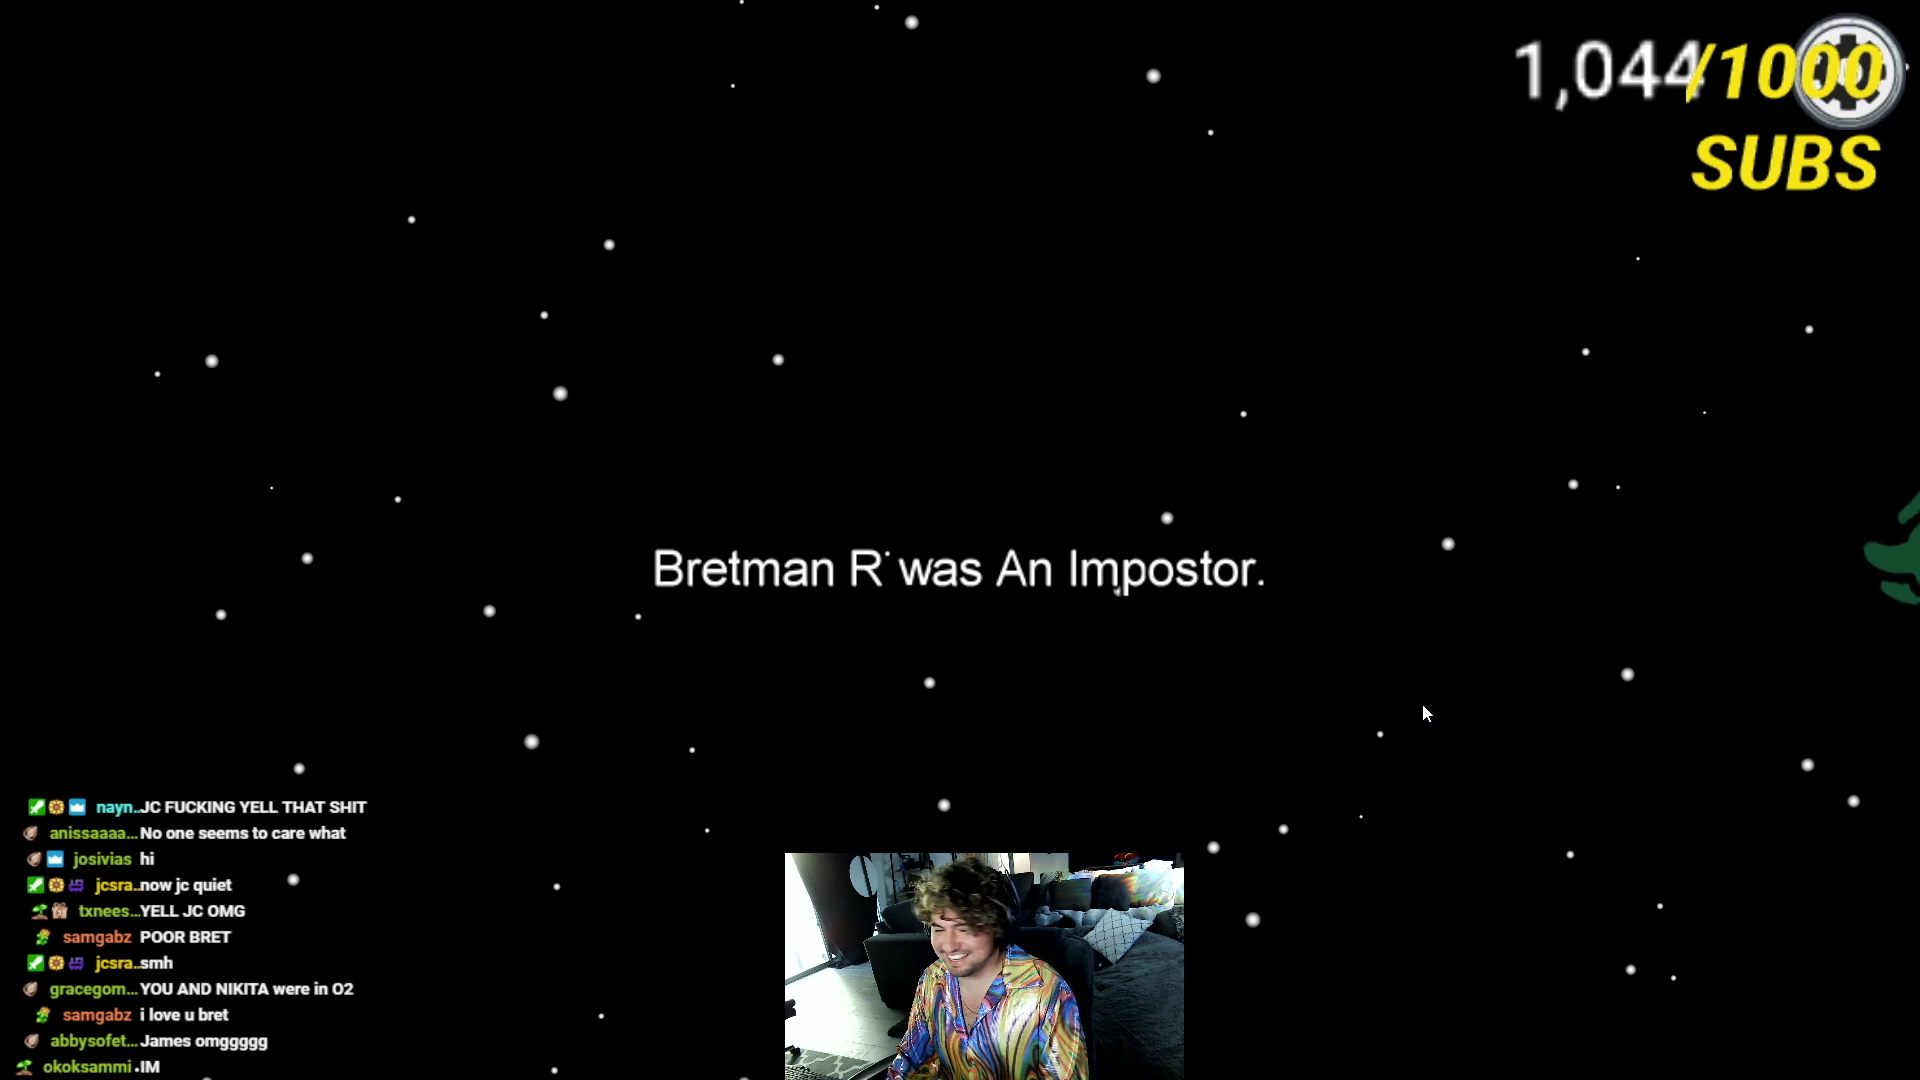 1,044/1000
SUBS
Bretman R was An Impostor.
nayn..JC FUCKING YELL THAT SHIT
anissaaaa...No one seems to care what
josivias hi
jcsra..now jc quiet
txnees...YELL JC OMG
samgabz POOR BRET
jcsra..smh
gracegom...YOU AND NIKITA were in O2
samgabz i love u bret
abbysofet...James omggggg
okoksammi.IM